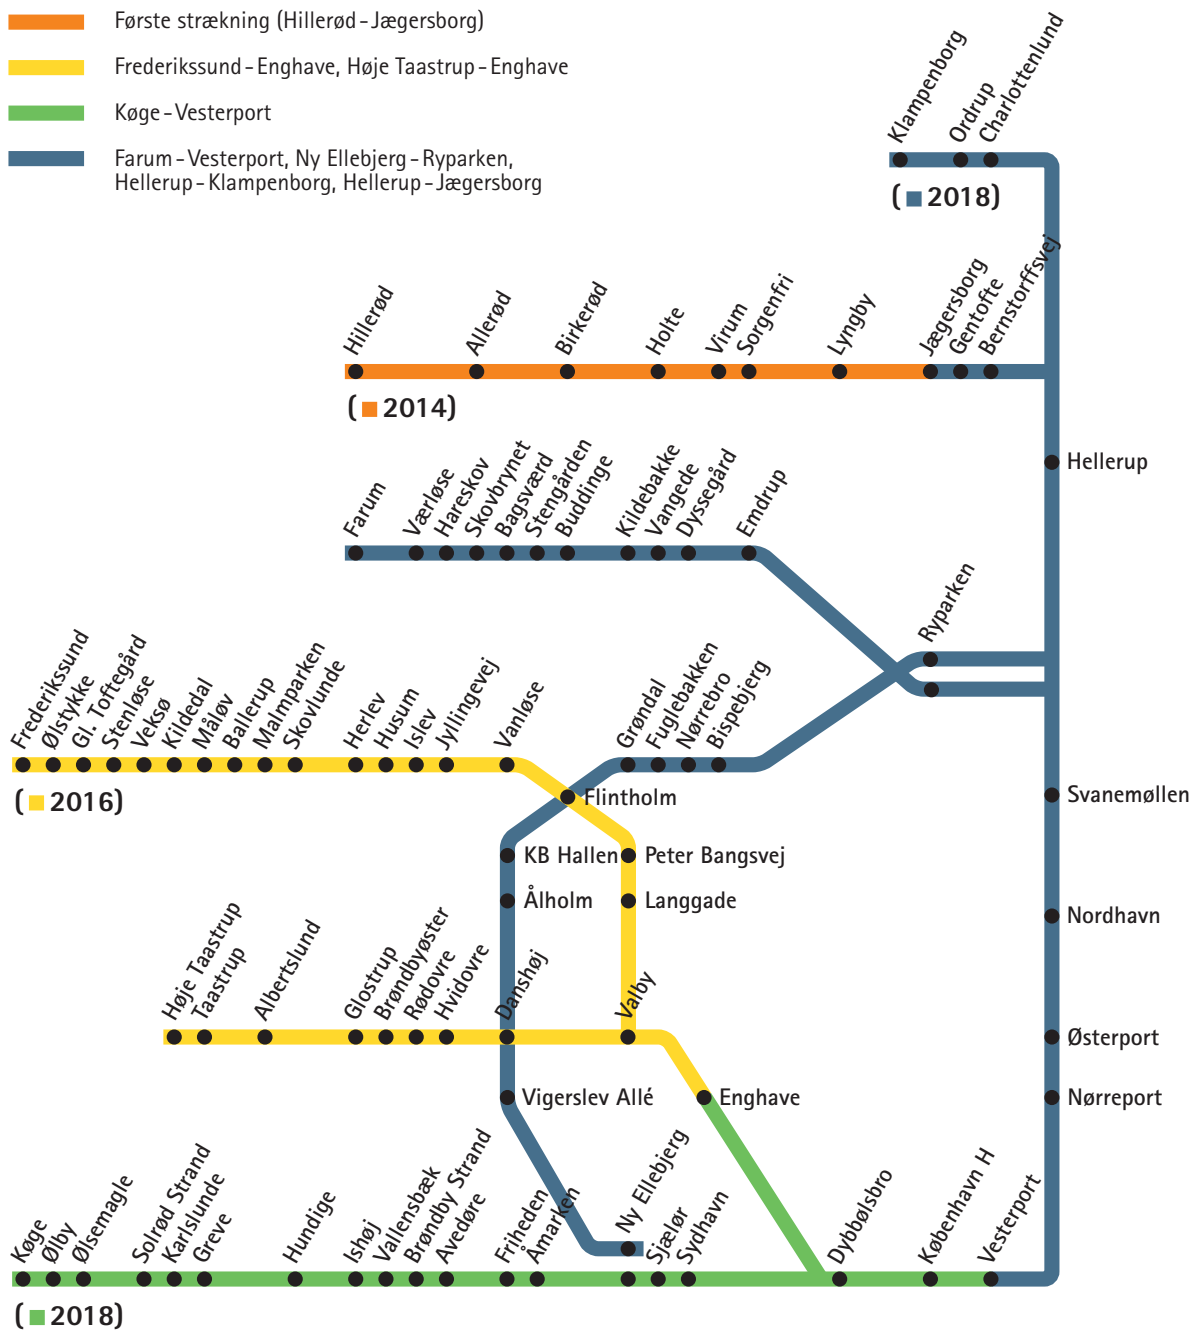 Første strækning (Hillerød-Jægersborg)
Frederikssund-Enghave, Høje Taastrup-Enghave
Køge-Vesterport
Farum-Vesterport, Ny Ellebjerg-Ryparken,
Hellerup-Klampenborg, Hellerup-Jægersborg
Klampenborg
Ordrup
Charlottenlund
(■ 2018)
Hillerød
Allerød
Birkerød
Holte
Virum
Sorgenfri
Lyngby
Jægersborg
Gentofte
Bernstorffsvej
(■ 2014)
Hellerup
Farum
Værløse
Hareskov
Skovbrynet
Bagsværd
Stengården
Buddinge
Kildebakke
Vangede
Dyssegård
Emdrup
Ryparken
Frederikssund
Ølstykke
Gl. Toftegård
Stenløse
Veksø
Kildedal
Måløv
Ballerup
Malmparken
Skovlunde
Herlev
Husum
Islev
Jyllingevej
Vanløse
Grøndal
Fuglebakken
Nørrebro
Bispebjerg
(■ 2016)
Flintholm
Svanemøllen
KB Hallen
Peter Bangsvej
Ålholm
Langgade
Nordhavn
Høje Taastrup
Taastrup
Albertslund
Glostrup
Brøndbyøster
Rødovre
Hvidovre
Danshøj
Valby
Østerport
Vigerslev Allé
Enghave
Nørreport
Køge
Ølby
Ølsemagle
Solrød Strand
Karlslunde
Greve
Hundige
Ishøj
Vallensbæk
Brøndby Strand
Avedøre
Friheden
Åmarken
Ny Ellebjerg
Sjælør
Sydhavn
Dybbølsbro
København H
Vesterport
(■ 2018)